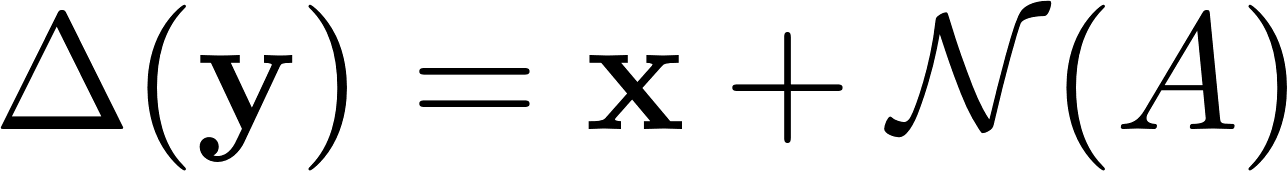 Δ(𝐲) = 𝐱 + 𝒩(A)